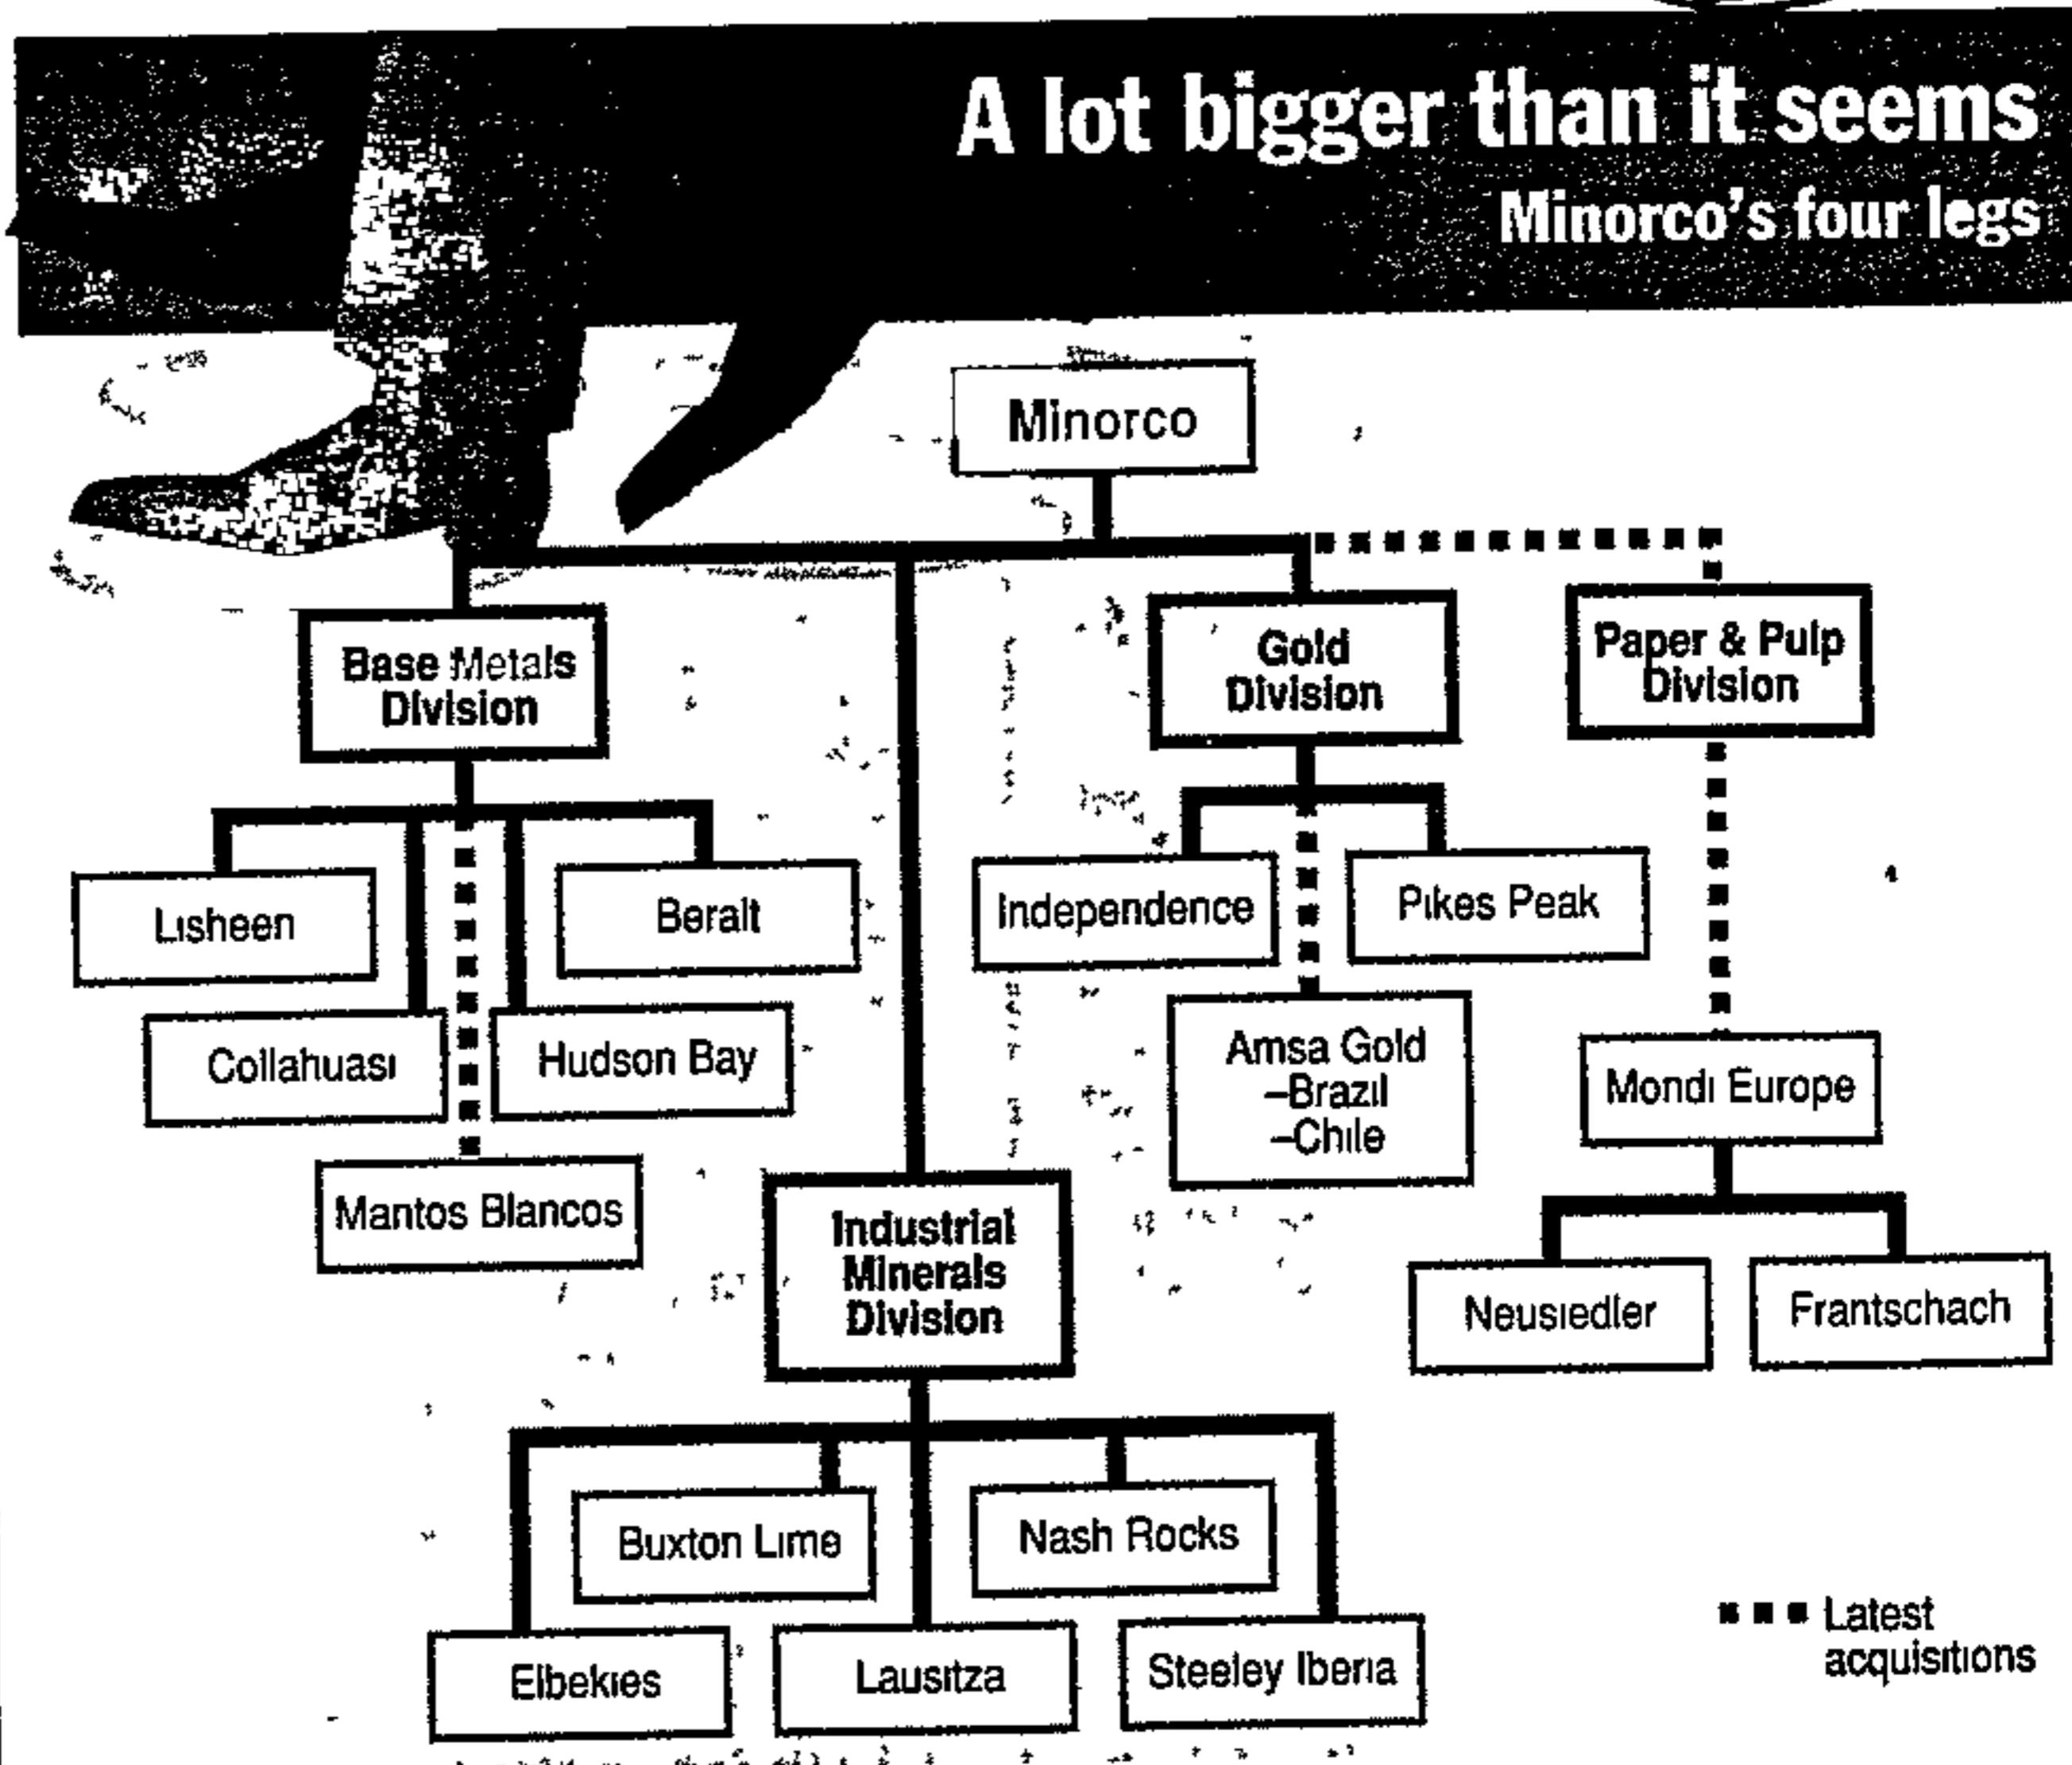 A lot bigger than it seems
Minorco's four legs
Minorco
Base Metals
Division
Gold
Division
Paper & Pulp
Division
Lisheen
Beralt
Independence
Pikes Peak
Collahuasi
Hudson Bay
Amsa Gold
–Brazil
–Chile
Mondi Europe
Mantos Blancos
Industrial
Minerals
Division
Neusiedler
Frantschach
Buxton Lime
Nash Rocks
Elbekies
Lausitza
Steeley Iberia
Latest
acquisitions